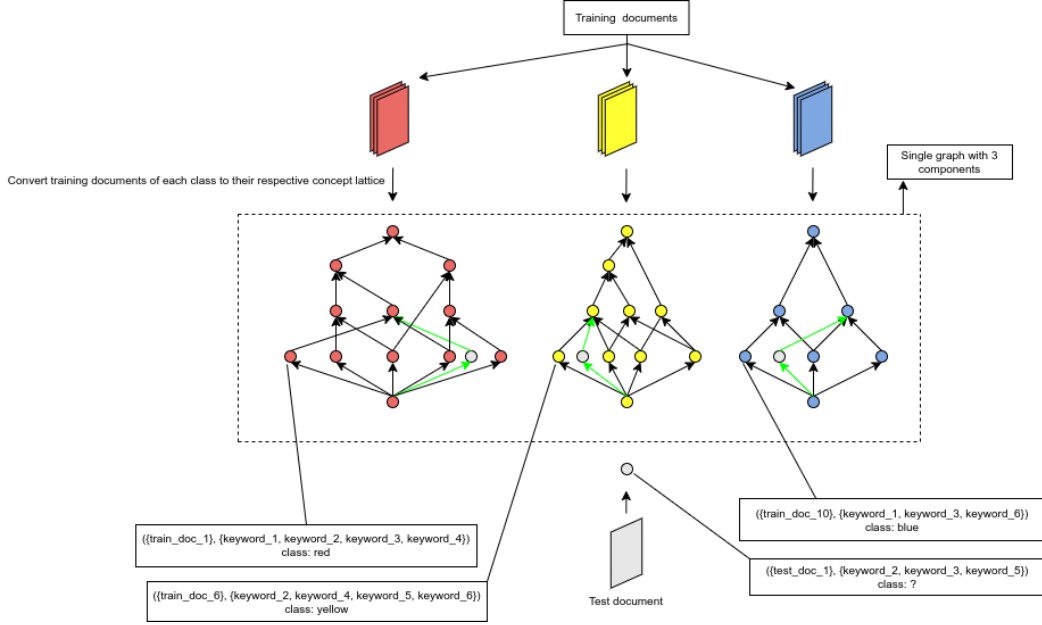 Training documents
Single graph with 3
components
Convert training documents of each class to their respective concept lattice
({train_doc_1}, {keyword_1, keyword_2, keyword_3, keyword_4})
class: red
({train_doc_6}, {keyword_2, keyword_4, keyword_5, keyword_6})
class: yellow
Test document
({train_doc_10}, {keyword_1, keyword_3, keyword_6})
class: blue
({test_doc_1}, {keyword_2, keyword_3, keyword_5})
class: ?